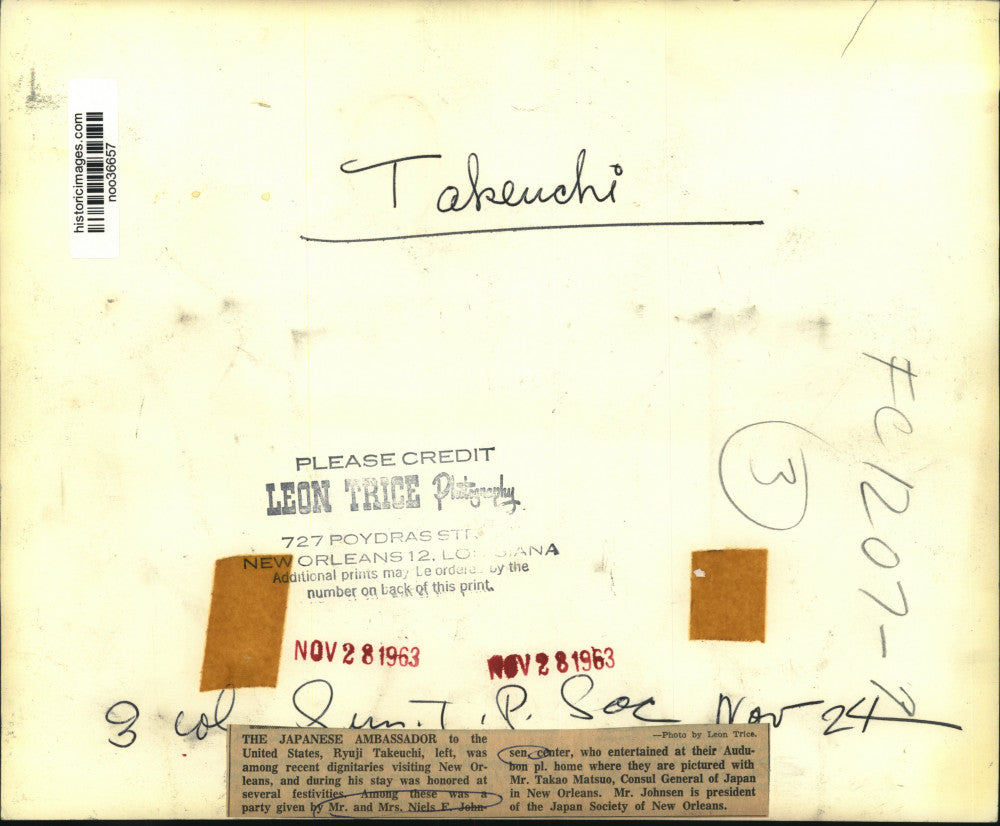 historicimages.com
noo36657
Takeuchi
FC 1207-
3
PLEASE CREDIT
LEON TRICE Photography
727 POYDRAS
NEW ORLEANS 12,
Additional prints may be by the
number on back of this print.
NOV 28 1963
NOV 28 1963
3 col Sun. T.P. Soc Nov 24
THE JAPANESE AMBASSADOR to the
United States, Ryuji Takeuchi, left, was
among recent dignitaries visiting New Or-
leans, and during his stay was honored at
several festivities. Among these was a
party given by Mr. and Mrs. Niels F. John-
—Photo by Leon Trice.
sen, center, who entertained at their Audu-
bon pl. home where they are pictured with
Mr. Takao Matsuo, Consul General of Japan
in New Orleans. Mr. Johnsen is president
of the Japan Society of New Orleans.